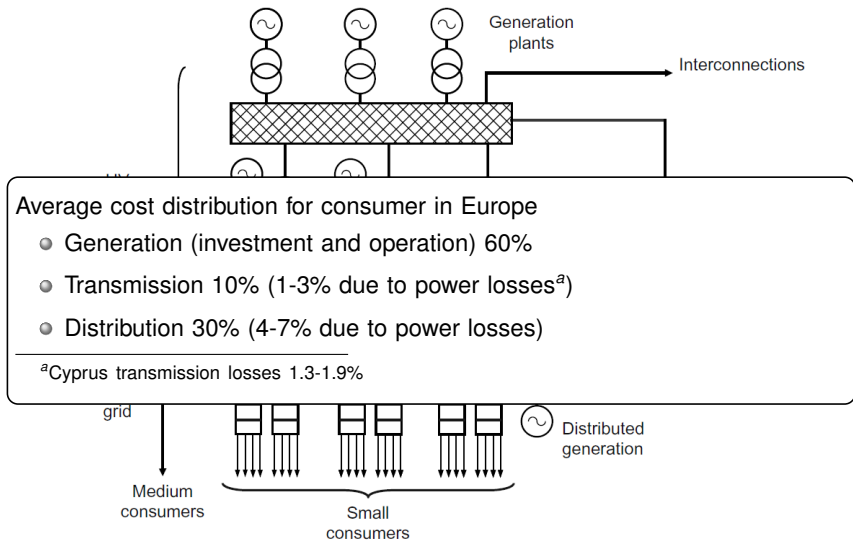 Generation
plants
Interconnections
Average cost distribution for consumer in Europe
Generation (investment and operation) 60%
Transmission 10% (1-3% due to power lossesa)
Distribution 30% (4-7% due to power losses)
aCyprus transmission losses 1.3-1.9%
grid
Distributed
generation
Medium
consumers
Small
consumers